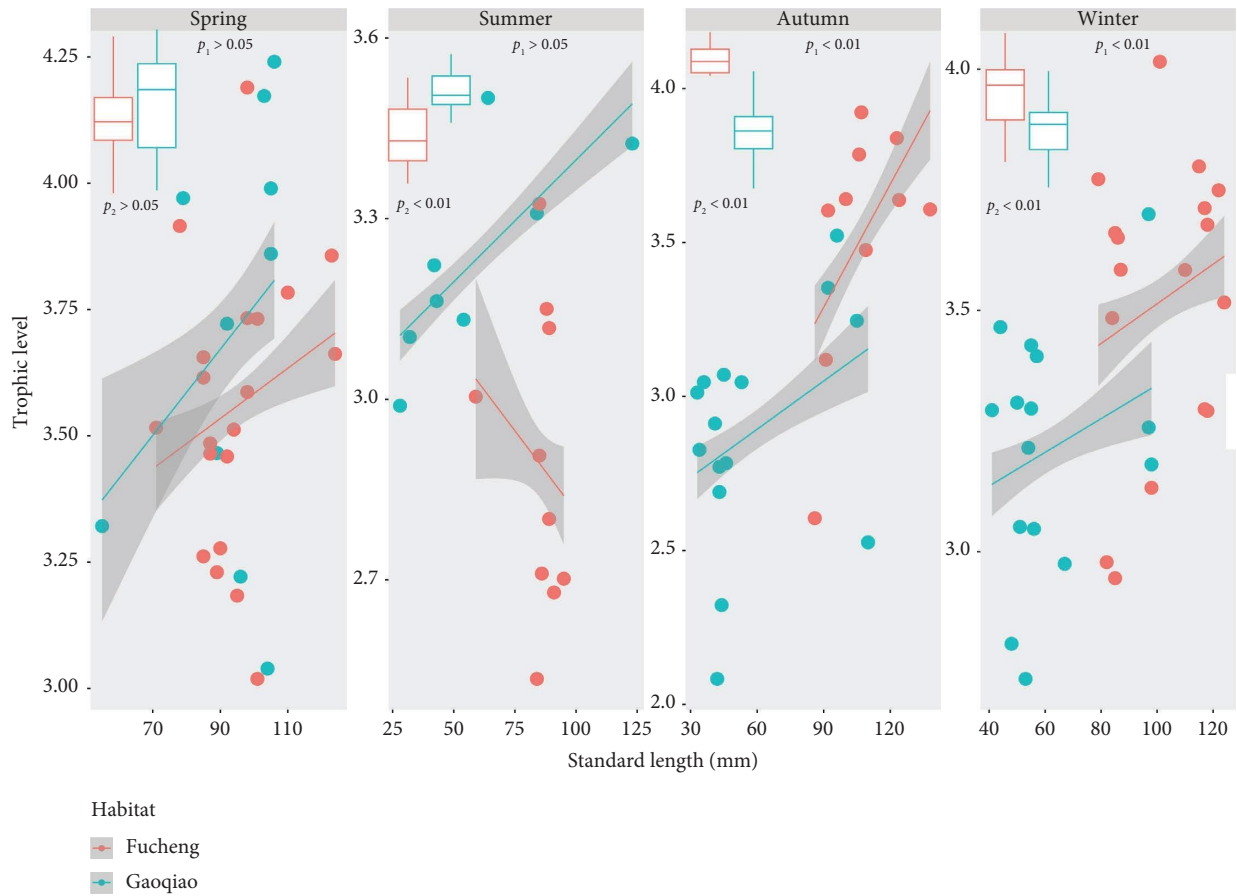 Spring
Summer
Autumn
Winter
Trophic level
4.25
4.00
3.75
3.50
3.25
3.00
p1 > 0.05
p2 > 0.05
70 90 110
3.6
3.3
3.0
2.7
p1 > 0.05
p2 < 0.01
25 50 75 100 125
4.0
3.5
3.0
2.5
2.0
p1 < 0.01
p2 < 0.01
30 60 90 120
4.0
3.5
3.0
p1 < 0.01
p2 < 0.01
40 60 80 100 120
Standard length (mm)
Habitat
Fucheng
Gaoqiao